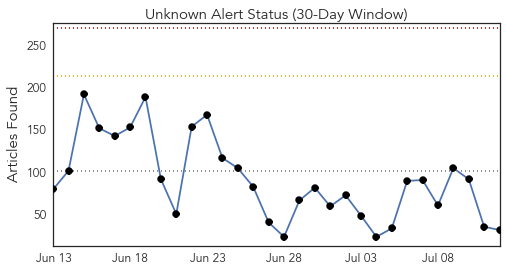 Unknown Alert Status (30-Day Window)
Articles Found
250
200
150
100
50
Jun 13
Jun 18
Jun 23
Jun 28
Jul 03
Jul 08